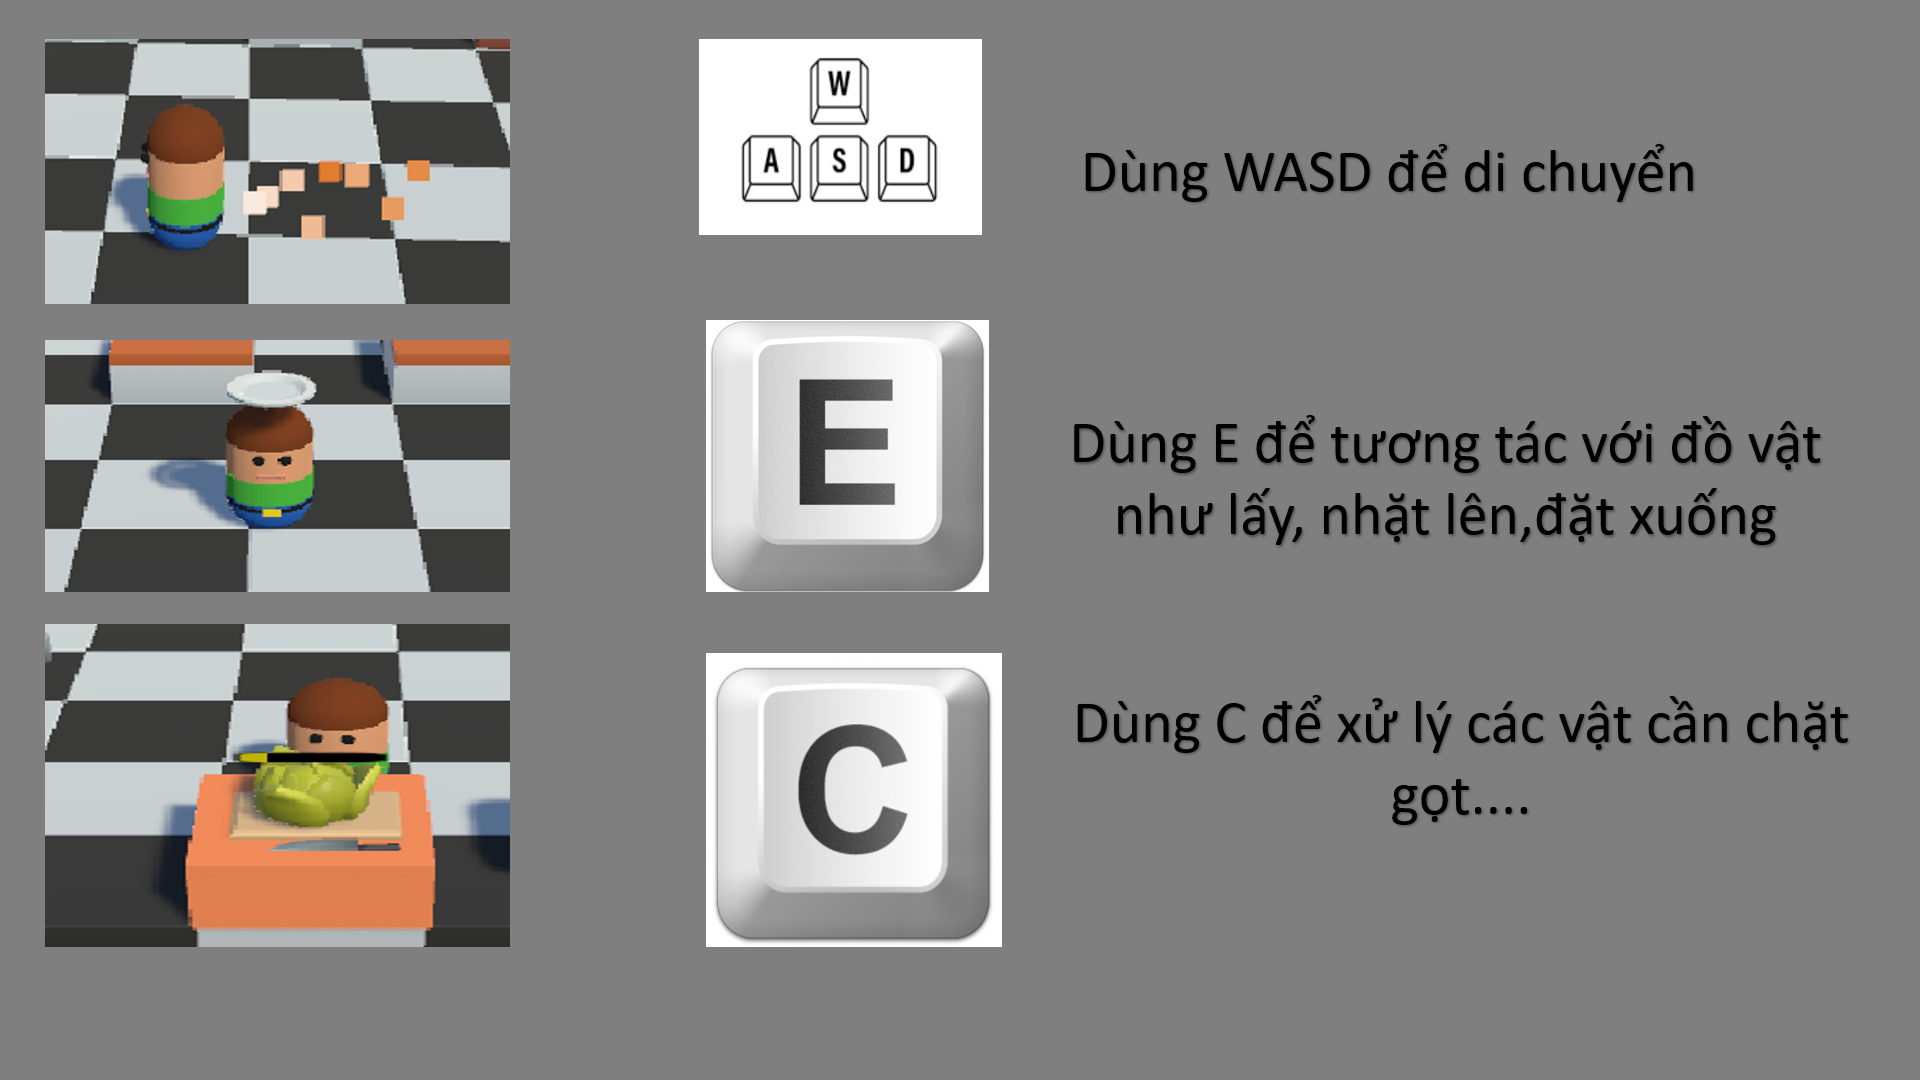 W
A S D
Dùng WASD để di chuyển
E
Dùng E để tương tác với đồ vật
như lấy, nhặt lên,đặt xuống
C
Dùng C để xử lý các vật cần chặt
gọt....